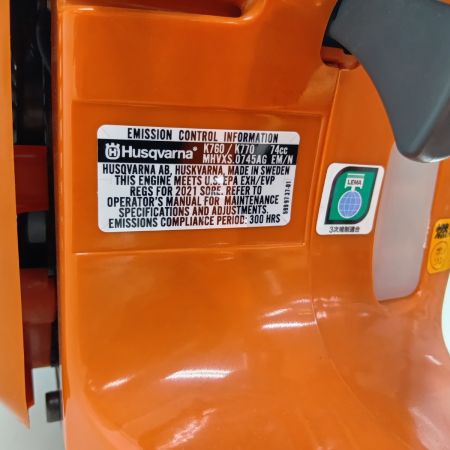 EMISSION CONTROL INFORMATION
Husqvarna® K760 / K770 74cc
MHVXS.0745AG EM/N
HUSQVARNA AB, HUSKVARNA, MADE IN SWEDEN
THIS ENGINE MEETS U.S. EPA EXH/EVP
REGS FOR 2021 SORE. REFER TO
OPERATOR'S MANUAL FOR MAINTENANCE
SPECIFICATIONS AND ADJUSTMENTS.
EMISSIONS COMPLIANCE PERIOD: 300 HRS
LEMA
3次規制適合